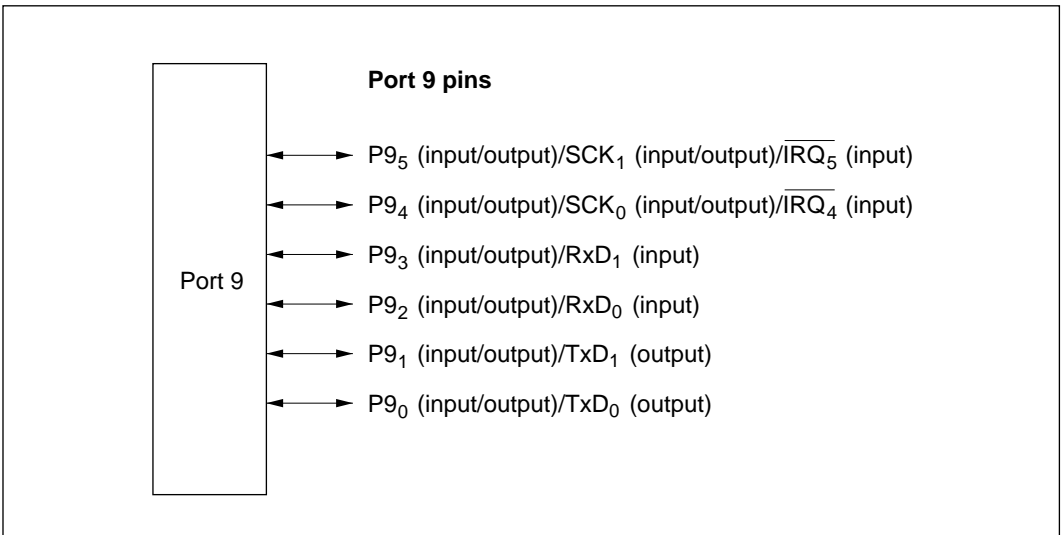 Port 9 pins
P9₅ (input/output)/SCK₁ (input/output)/I̅R̅Q̅₅̅ (input)
P9₄ (input/output)/SCK₀ (input/output)/I̅R̅Q̅₄̅ (input)
P9₃ (input/output)/RxD₁ (input)
Port 9
P9₂ (input/output)/RxD₀ (input)
P9₁ (input/output)/TxD₁ (output)
P9₀ (input/output)/TxD₀ (output)